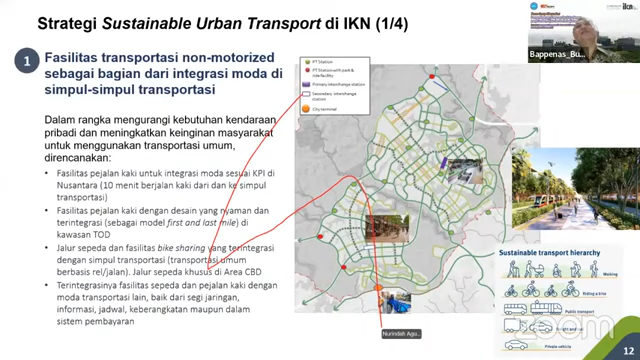 Strategi Sustainable Urban Transport di IKN (1/4)
1
Fasilitas transportasi non-motorized
sebagai bagian dari integrasi moda di
simpul-simpul transportasi
Dalam rangka mengurangi kebutuhan kendaraan
pribadi dan meningkatkan keinginan masyarakat
untuk menggunakan transportasi umum,
direncanakan:
• Fasilitas pejalan kaki untuk integrasi moda sesuai KPI di
Nusantara (10 menit berjalan kaki dari dan ke simpul
transportasi)
• Fasilitas pejalan kaki dengan desain yang nyaman dan
terintegrasi (sebagai model first and last mile) di
kawasan TOD
• Jalur sepeda dan fasilitas bike sharing yang terintegrasi
dengan simpul transportasi (transportasi umum
berbasis rel/jalan). Jalur sepeda khusus di Area CBD
• Terintegrasinya fasilitas sepeda dan pejalan kaki dengan
moda transportasi lain, baik dari segi jaringan,
informasi, jadwal, keberangkatan maupun dalam
sistem pembayaran
PT Station
PT Station with park &
ride facility
Primary interchange
station
Secondary interchange
station
City terminal
Nurindah Agu...
Bappenas_Bu...
Sustainable transport hierarchy
Walking
Riding a bike
Public transport
Private vehicle
zoom
12